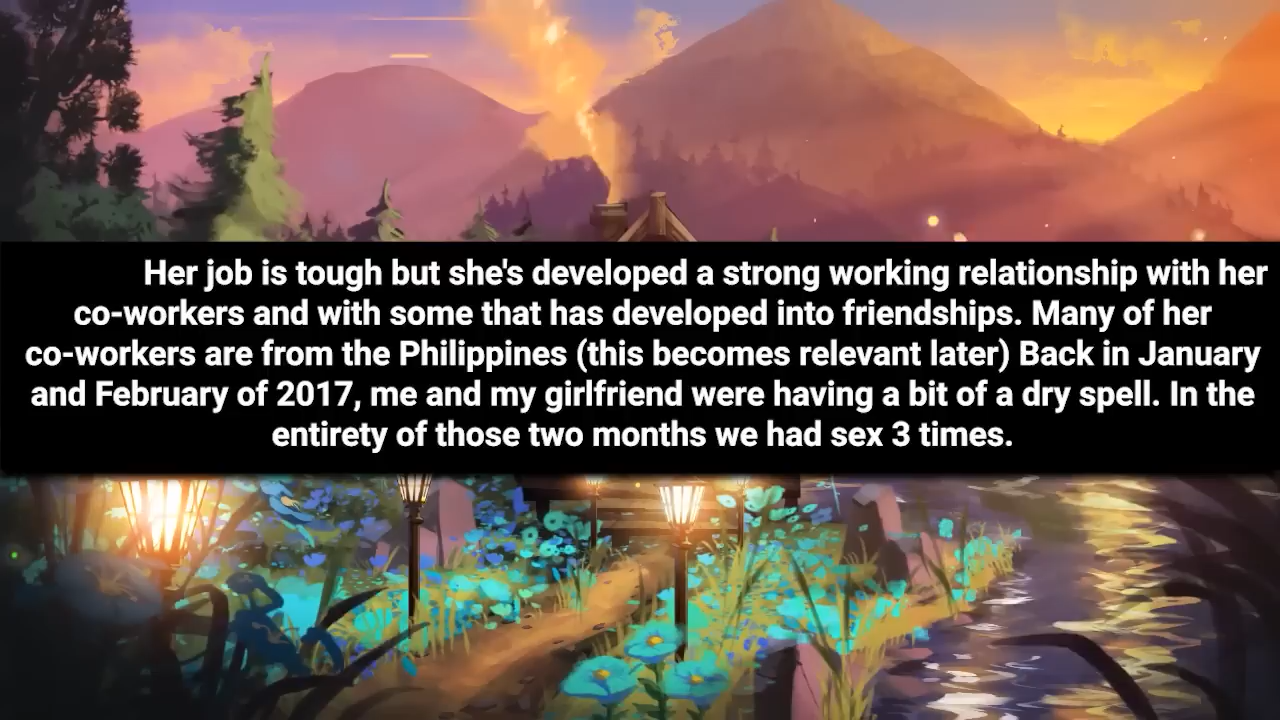 Her job is tough but she's developed a strong working relationship with her
co-workers and with some that has developed into friendships. Many of her
co-workers are from the Philippines (this becomes relevant later) Back in January
and February of 2017, me and my girlfriend were having a bit of a dry spell. In the
entirety of those two months we had sex 3 times.